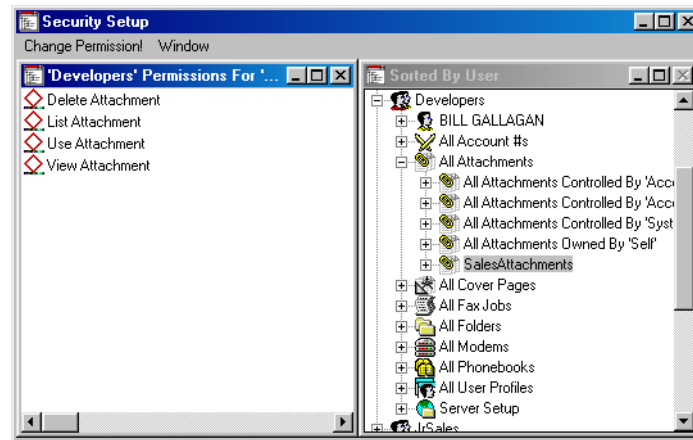 Security Setup
Change Permission! Window
'Developers' Permissions For '...
Delete Attachment
List Attachment
Use Attachment
View Attachment
Sorted By User
Developers
BILL GALLAGAN
All Account #s
All Attachments
All Attachments Controlled By 'Acc
All Attachments Controlled By 'Acc
All Attachments Controlled By 'Syst
All Attachments Owned By 'Self'
SalesAttachments
All Cover Pages
All Fax Jobs
All Folders
All Modems
All Phonebooks
All User Profiles
Server Setup
JrSales